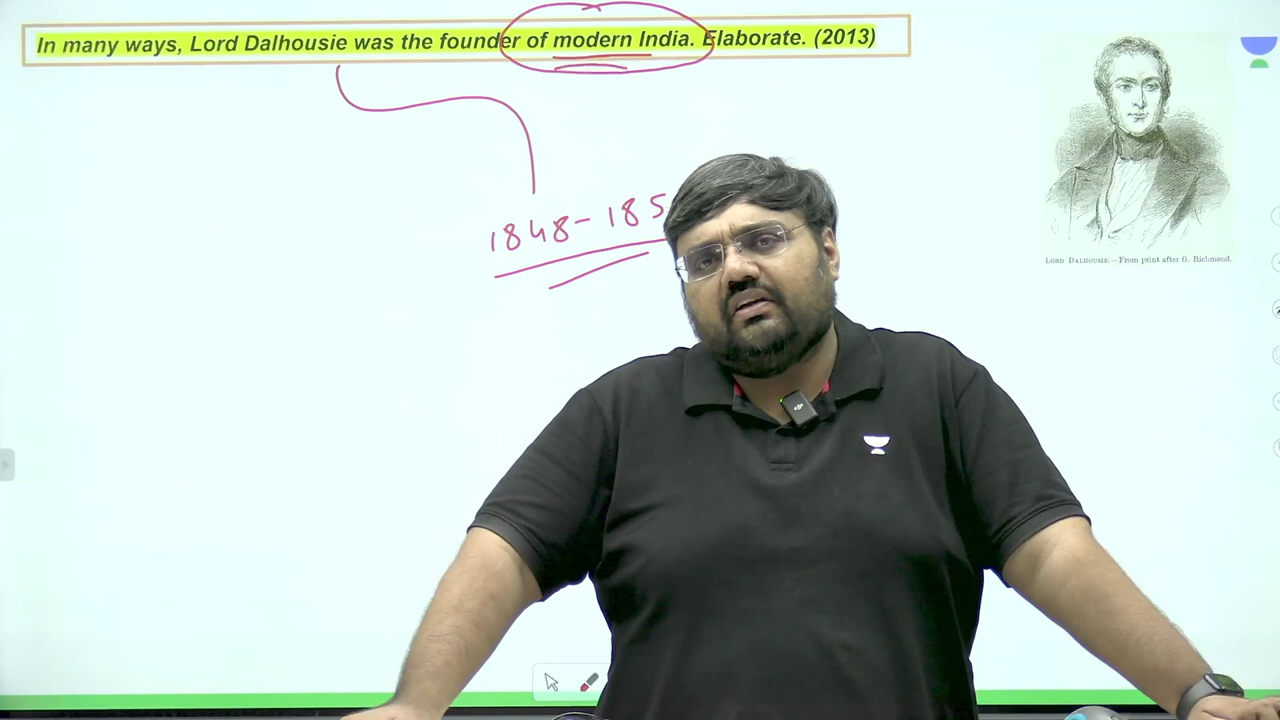 In many ways, Lord Dalhousie was the founder of modern India. Elaborate. (2013)
1848-185
LORD DALHOUSIE.—From print after G. Richmond.